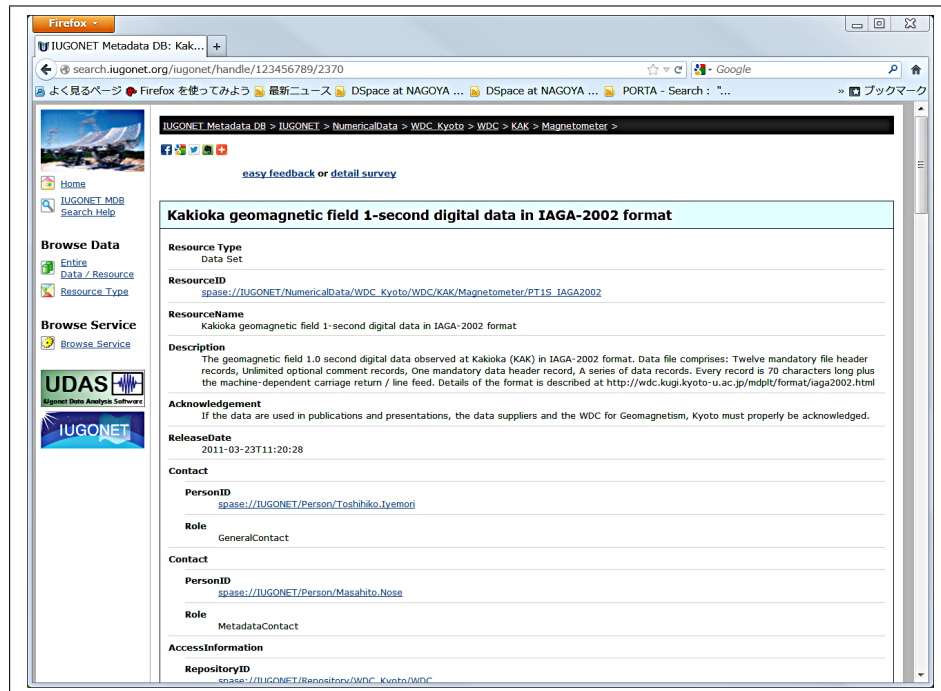 Firefox
IUGONET Metadata DB: Kak... +
search.iugonet.org/iugonet/handle/123456789/2370
Google
よく見るページ Firefox を使ってみよう 最新ニュース DSpace at NAGOYA ... DSpace at NAGOYA ... PORTA - Search : "... » ブックマーク
IUGONET Metadata DB > IUGONET > NumericalData > WDC_Kyoto > WDC > KAK > Magnetometer >
easy feedback or detail survey
Home
IUGONET MDB
Search Help
Browse Data
Entire
Data / Resource
Resource Type
Browse Service
Browse Service
UDAS
iUgonet Data Analysis Software
IUGONET
Kakioka geomagnetic field 1-second digital data in IAGA-2002 format
Resource Type
Data Set
ResourceID
spase://IUGONET/NumericalData/WDC_Kyoto/WDC/KAK/Magnetometer/PT1S_IAGA2002
ResourceName
Kakioka geomagnetic field 1-second digital data in IAGA-2002 format
Description
The geomagnetic field 1.0 second digital data observed at Kakioka (KAK) in IAGA-2002 format. Data file comprises: Twelve mandatory file header
records, Unlimited optional comment records, One mandatory data header record, A series of data records. Every record is 70 characters long plus
the machine-dependent carriage return / line feed. Details of the format is described at http://wdc.kugi.kyoto-u.ac.jp/mdplt/format/iaga2002.html
Acknowledgement
If the data are used in publications and presentations, the data suppliers and the WDC for Geomagnetism, Kyoto must properly be acknowledged.
ReleaseDate
2011-03-23T11:20:28
Contact
PersonID
spase://IUGONET/Person/Toshihiko.Iyemori
Role
GeneralContact
Contact
PersonID
spase://IUGONET/Person/Masahito.Nose
Role
MetadataContact
AccessInformation
RepositoryID
spase://IUGONET/Repository/WDC_Kyoto/WDC